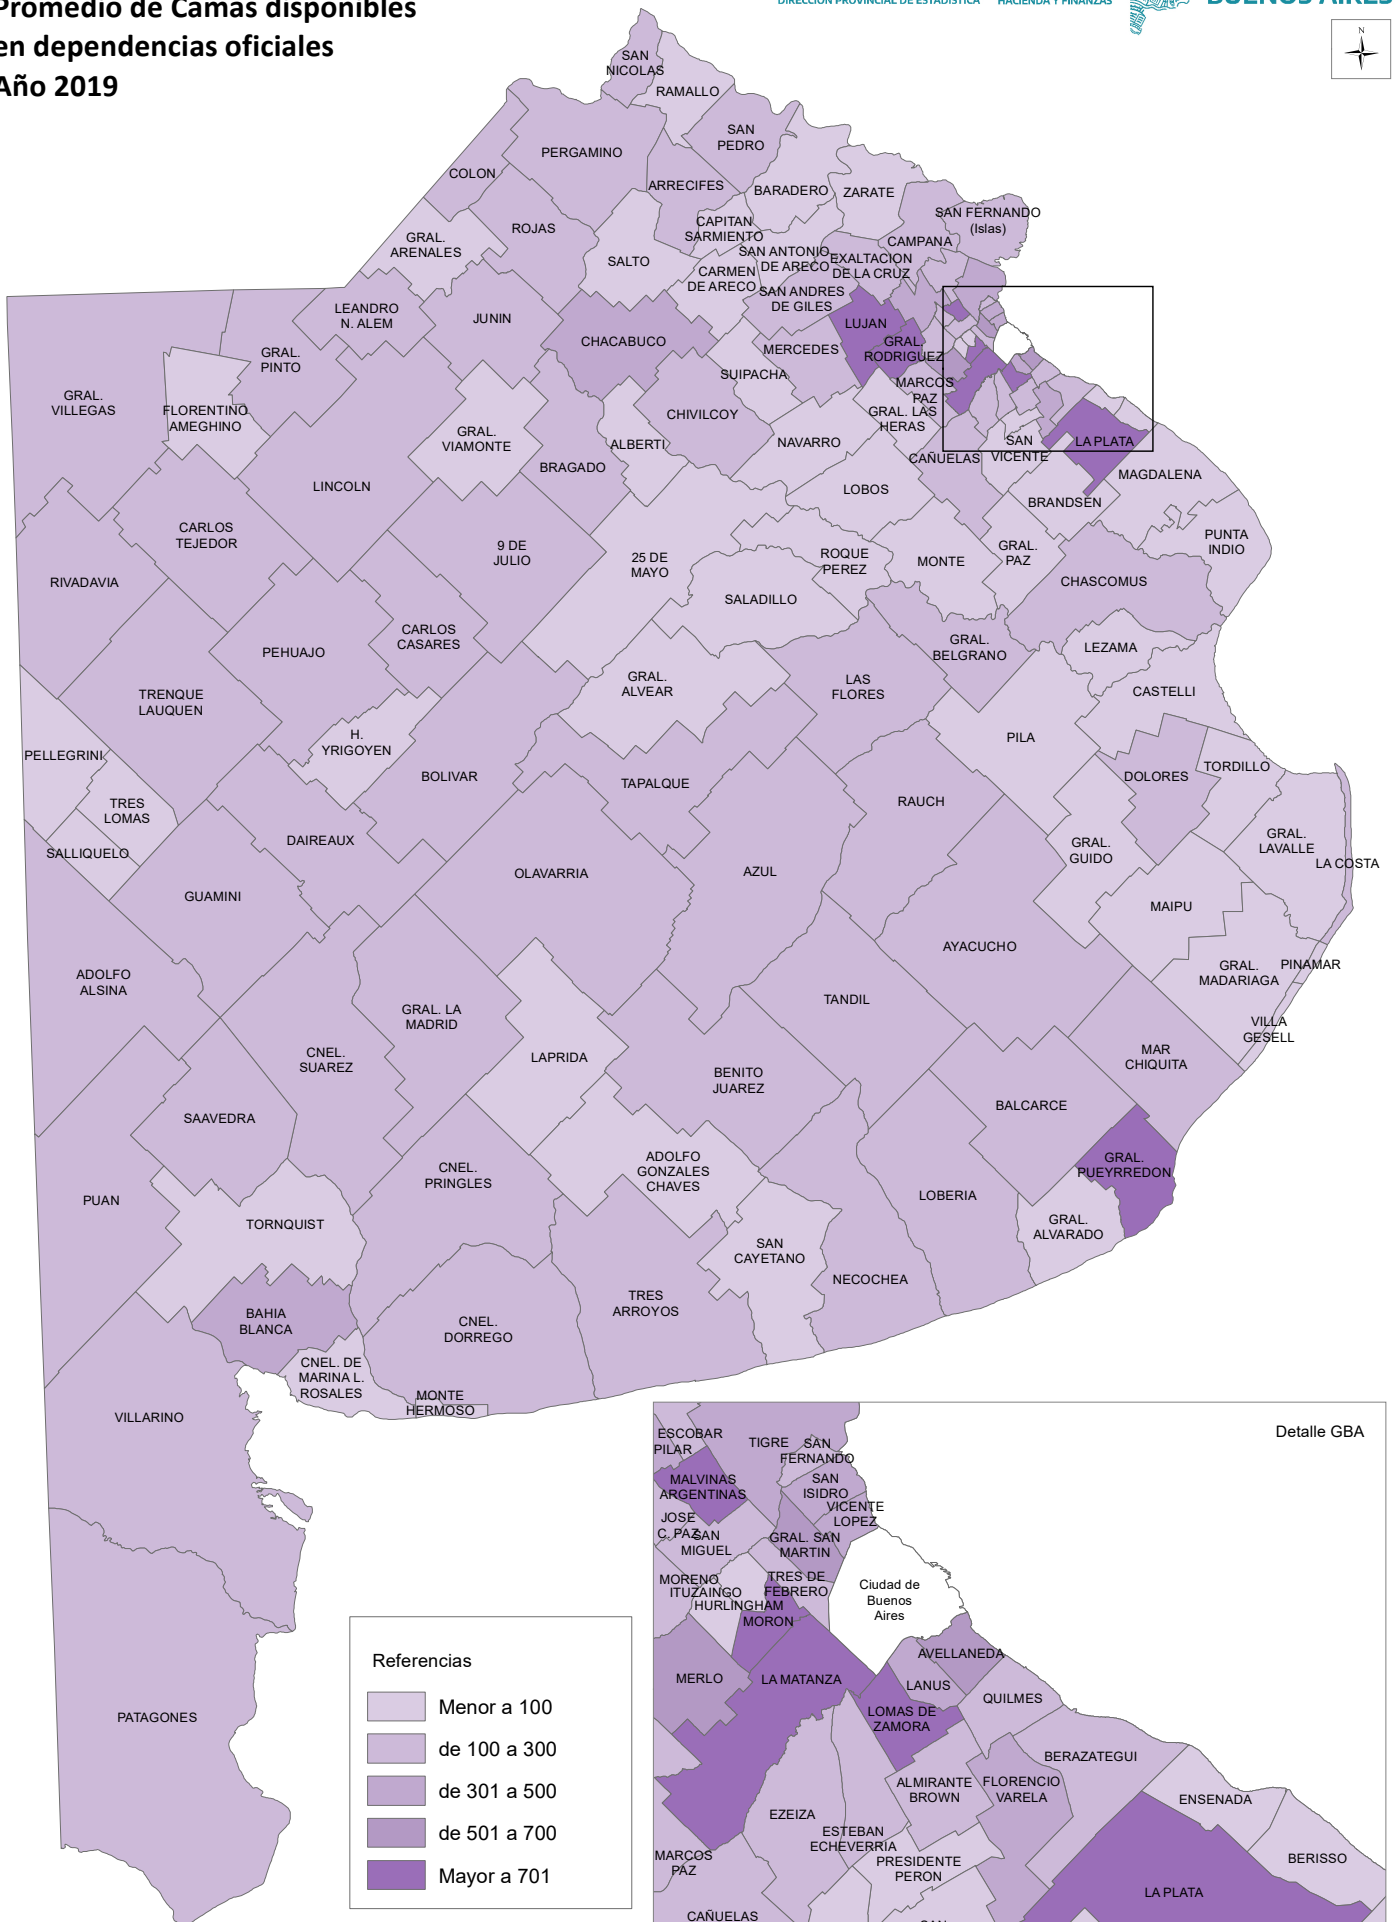 Promedio de Camas disponibles
en dependencias oficiales
Año 2019
DIRECCIÓN PROVINCIAL DE ESTADÍSTICA
HACIENDA Y FINANZAS
BUENOS AIRES
N
SAN
NICOLAS
RAMALLO
SAN
PEDRO
PERGAMINO
COLON
ARRECIFES
BARADERO
ZARATE
SAN FERNANDO
(Islas)
ROJAS
CAPITAN
SARMIENTO
GRAL.
ARENALES
CAMPANA
SALTO
SAN ANTONIO
DE ARECO
EXALTACION
DE LA CRUZ
CARMEN
DE ARECO
SAN ANDRES
DE GILES
LEANDRO
N. ALEM
JUNIN
LUJAN
CHACABUCO
GRAL.
RODRIGUEZ
MERCEDES
GRAL.
PINTO
SUIPACHA
MARCOS
PAZ
GRAL.
VILLEGAS
FLORENTINO
AMEGHINO
CHIVILCOY
GRAL. LAS
HERAS
GRAL.
VIAMONTE
ALBERTI
NAVARRO
SAN
VICENTE
LA PLATA
CAÑUELAS
BRAGADO
MAGDALENA
LINCOLN
LOBOS
BRANDSEN
CARLOS
TEJEDOR
PUNTA
INDIO
9 DE
JULIO
25 DE
MAYO
ROQUE
PEREZ
MONTE
GRAL.
PAZ
RIVADAVIA
CHASCOMUS
SALADILLO
CARLOS
CASARES
PEHUAJO
GRAL.
BELGRANO
LEZAMA
GRAL.
ALVEAR
LAS
FLORES
TRENQUE
LAUQUEN
CASTELLI
H.
YRIGOYEN
PILA
PELLEGRINI
BOLIVAR
TAPALQUE
DOLORES
TORDILLO
TRES
LOMAS
RAUCH
DAIREAUX
GRAL.
GUIDO
GRAL.
LAVALLE
SALLIQUELO
LA COSTA
OLAVARRIA
AZUL
GUAMINI
MAIPU
AYACUCHO
ADOLFO
ALSINA
GRAL.
MADARIAGA
PINAMAR
TANDIL
GRAL. LA
MADRID
VILLA
GESELL
CNEL.
SUAREZ
LAPRIDA
MAR
CHIQUITA
BENITO
JUAREZ
BALCARCE
SAAVEDRA
ADOLFO
GONZALES
CHAVES
GRAL.
PUEYRREDON
CNEL.
PRINGLES
PUAN
LOBERIA
TORNQUIST
GRAL.
ALVARADO
SAN
CAYETANO
NECOCHEA
TRES
ARROYOS
BAHIA
BLANCA
CNEL.
DORREGO
CNEL. DE
MARINA L.
ROSALES
MONTE
HERMOSO
VILLARINO
PATAGONES
Detalle GBA
ESCOBAR
PILAR
TIGRE
SAN
FERNANDO
MALVINAS
ARGENTINAS
SAN
ISIDRO
VICENTE
LOPEZ
JOSE
C. PAZ
SAN
MIGUEL
GRAL. SAN
MARTIN
MORENO
ITUZAINGO
HURLINGHAM
TRES DE
FEBRERO
MORON
Ciudad de
Buenos
Aires
MERLO
LA MATANZA
AVELLANEDA
LANUS
QUILMES
LOMAS DE
ZAMORA
BERAZATEGUI
ALMIRANTE
BROWN
FLORENCIO
VARELA
ENSENADA
EZEIZA
ESTEBAN
ECHEVERRIA
MARCOS
PAZ
PRESIDENTE
PERON
BERISSO
LA PLATA
CAÑUELAS
SAN
Referencias
Menor a 100
de 100 a 300
de 301 a 500
de 501 a 700
Mayor a 701